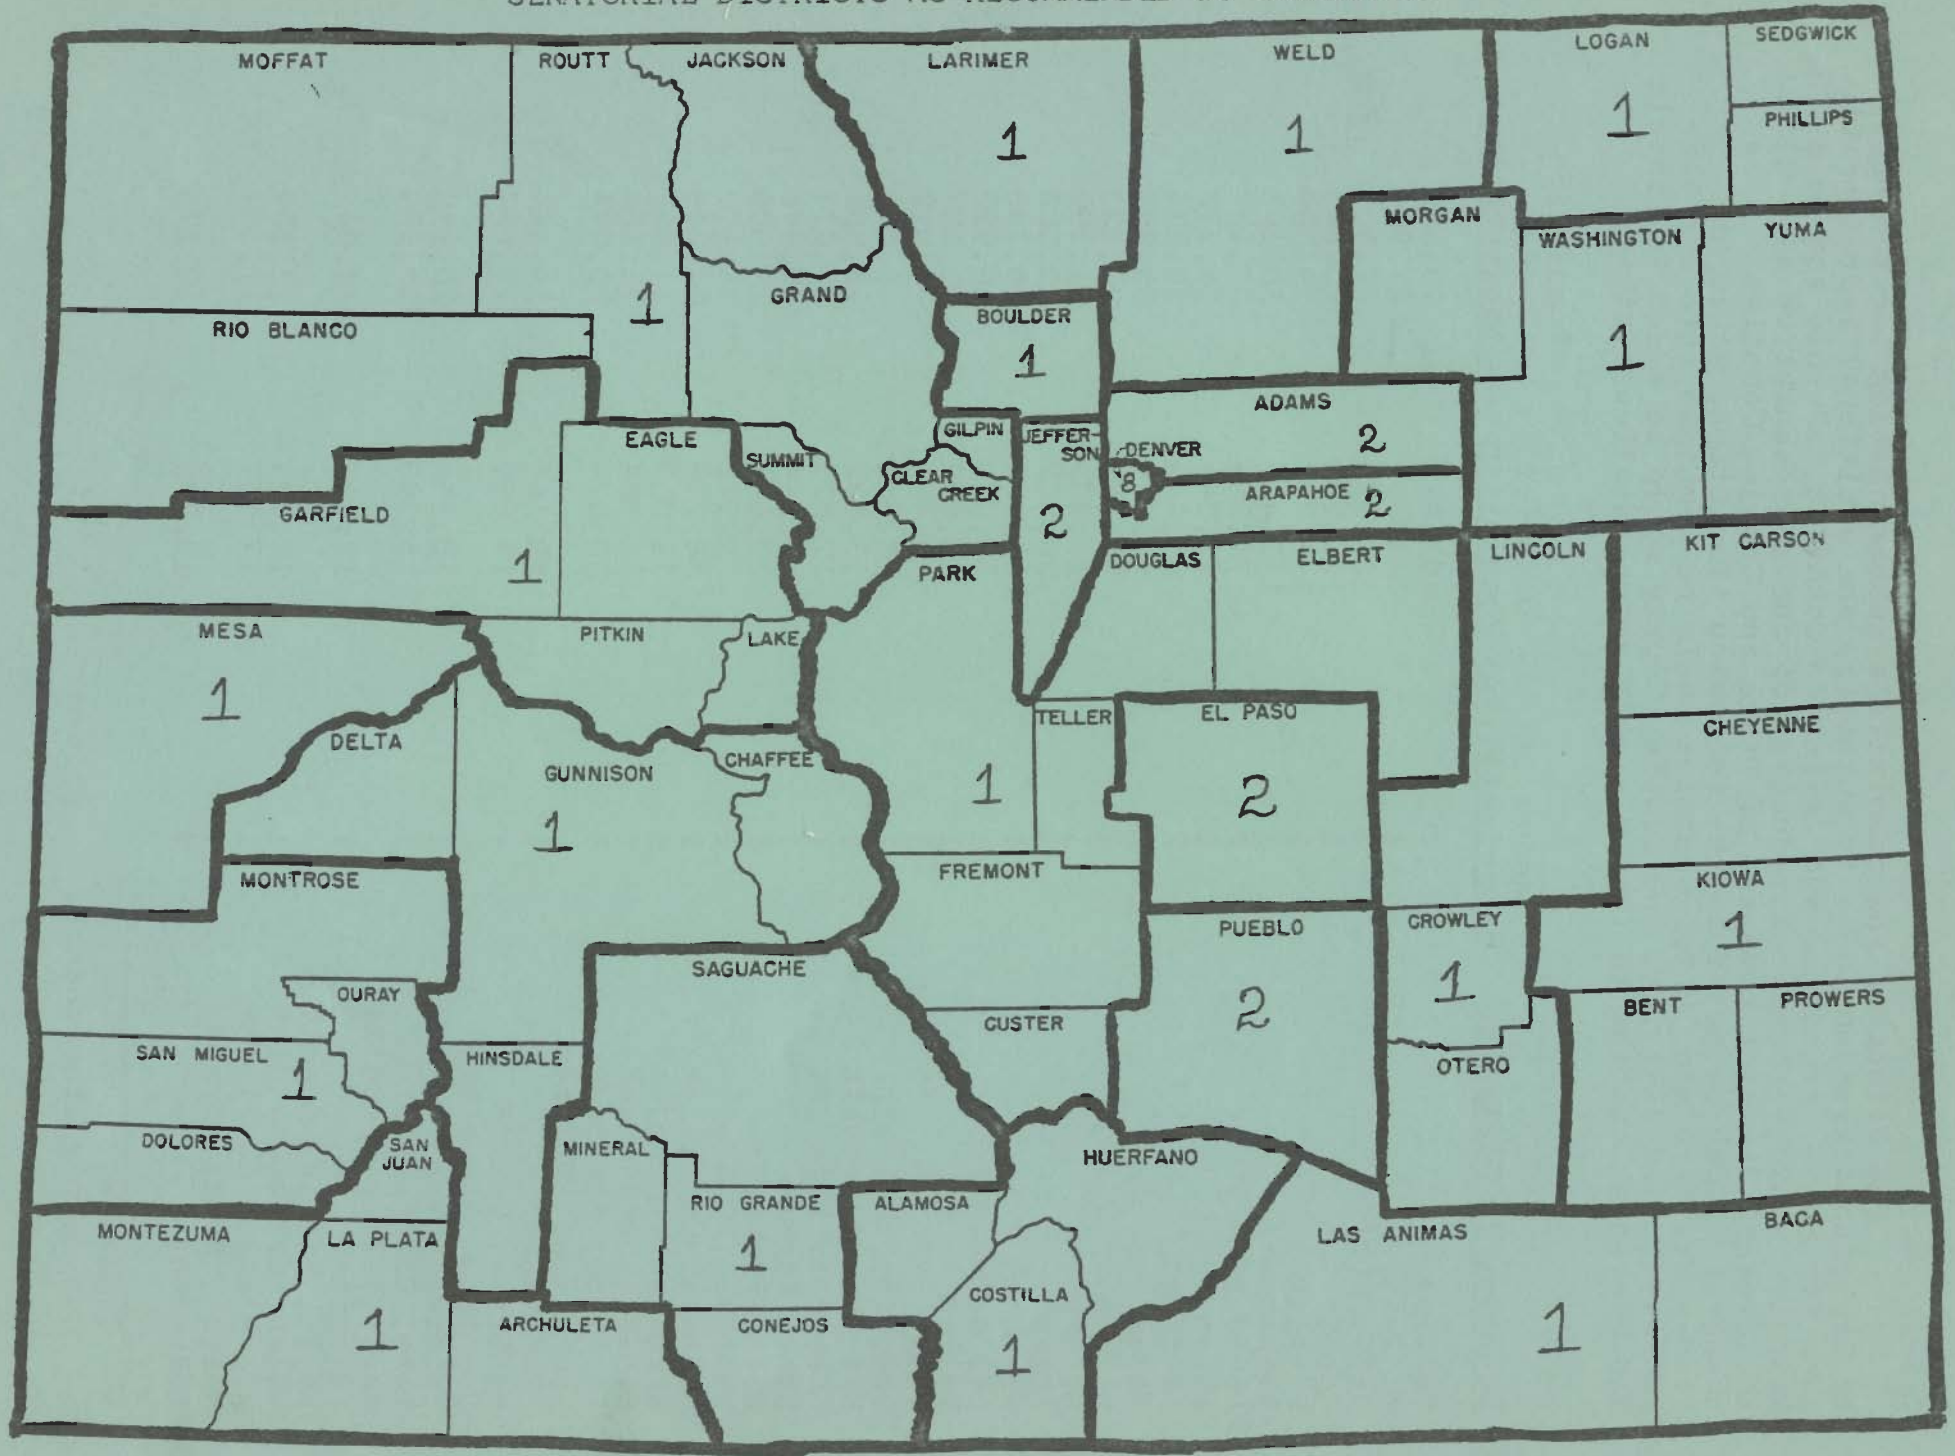 MOFFAT
ROUTT
JACKSON
LARIMER
WELD
LOGAN
SEDGWICK
1
1
1
PHILLIPS
MORGAN
WASHINGTON
YUMA
1
GRAND
RIO BLANCO
BOULDER
1
1
ADAMS
2
EAGLE
SUMMIT
GILPIN
JEFFER-
SON
DENVER
8
CLEAR
CREEK
ARAPAHOE
2
GARFIELD
2
1
PARK
DOUGLAS
ELBERT
LINCOLN
KIT CARSON
MESA
PITKIN
LAKE
1
TELLER
EL PASO
CHEYENNE
DELTA
CHAFFEE
GUNNISON
1
2
1
FREMONT
MONTROSE
KIOWA
CROWLEY
PUEBLO
1
SAGUACHE
OURAY
1
BENT
PROWERS
2
CUSTER
SAN MIGUEL
HINSDALE
OTERO
1
DOLORES
SAN
JUAN
MINERAL
HUERFANO
RIO GRANDE
ALAMOSA
MONTEZUMA
LA PLATA
LAS ANIMAS
BACA
1
COSTILLA
ARCHULETA
CONEJOS
1
1
1